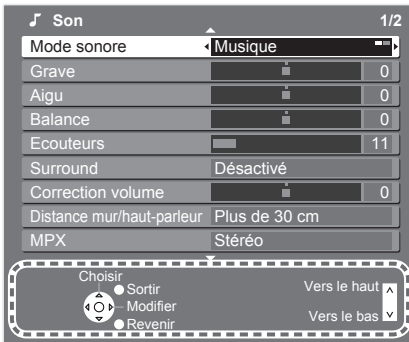 Son 1/2
Mode sonore Musique
Grave 0
Aigu 0
Balance 0
Ecouteurs 11
Surround Désactivé
Correction volume 0
Distance mur/haut-parleur Plus de 30 cm
MPX Stéréo
Choisir
Sortir Vers le haut
Modifier
Revenir Vers le bas